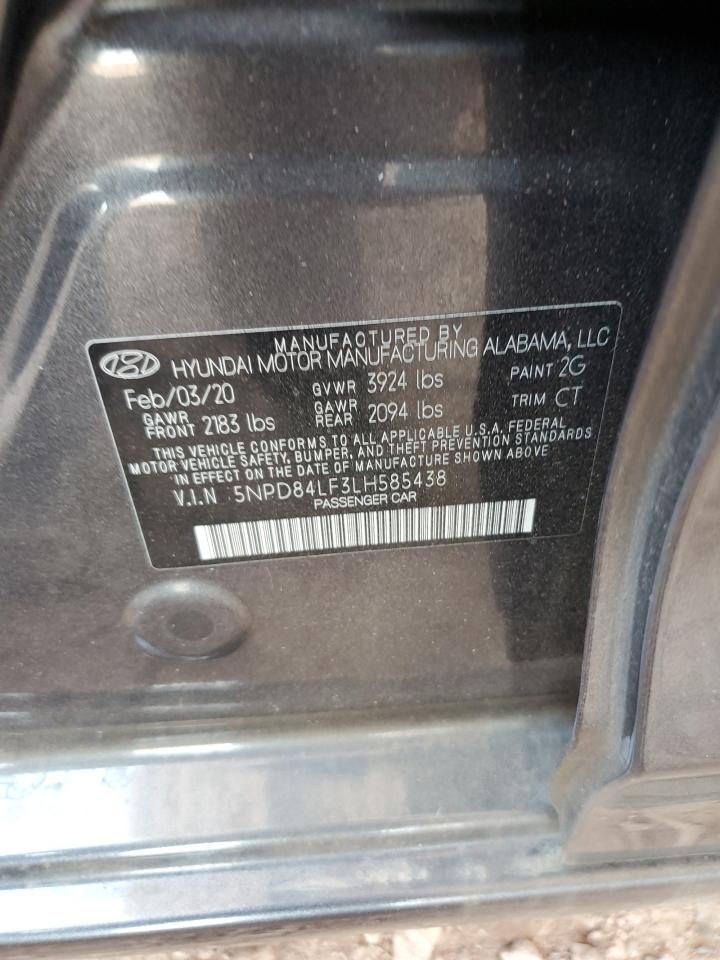 MANUFACTURED BY
HYUNDAI MOTOR MANUFACTURING ALABAMA, LLC
Feb/03/20 GVWR 3924 lbs PAINT 2G
GAWR FRONT 2183 lbs GAWR REAR 2094 lbs TRIM CT
THIS VEHICLE CONFORMS TO ALL APPLICABLE U.S.A. FEDERAL
MOTOR VEHICLE SAFETY, BUMPER, AND THEFT PREVENTION STANDARDS
IN EFFECT ON THE DATE OF MANUFACTURE SHOWN ABOVE
V.I.N 5NPD84LF3LH585438
PASSENGER CAR